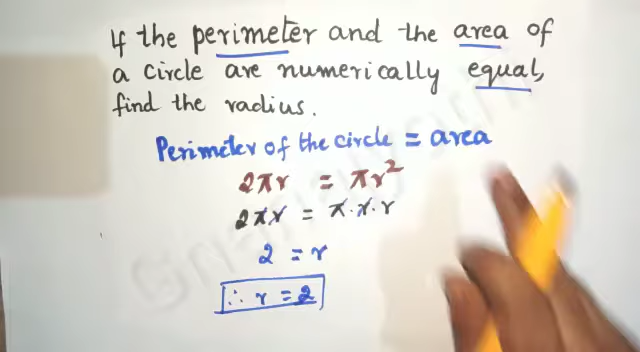 If the perimeter and the area of
a circle are numerically equal,
find the radius.
Perimeter of the circle = area
2πr = πr²
2πr = π.r.r
2 = r
∴ r = 2